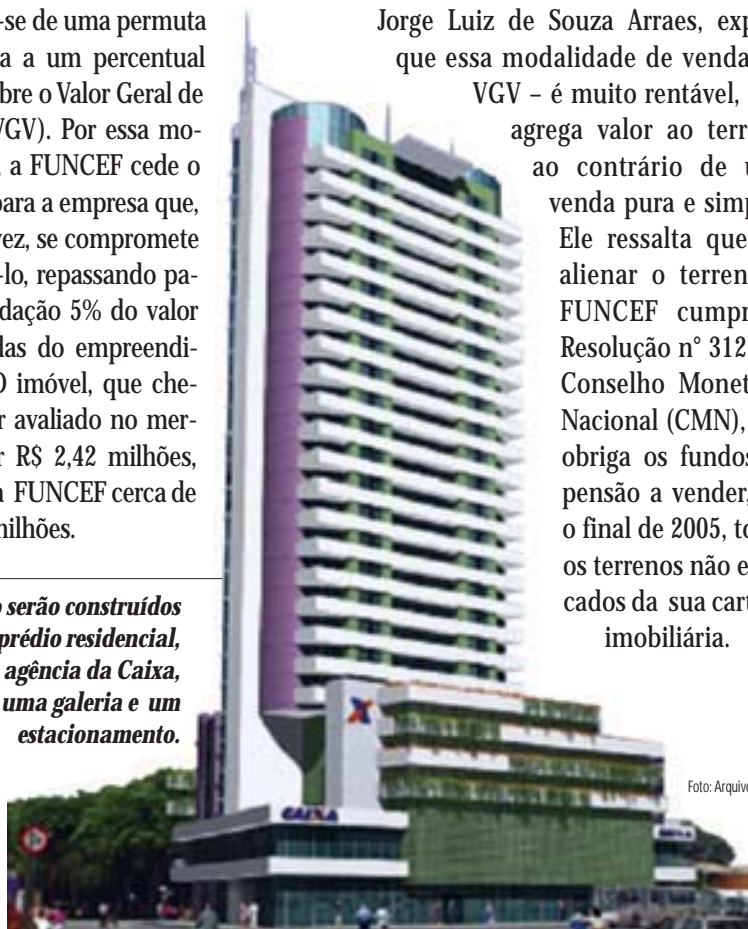 -se de uma permuta
a a um percentual
bre o Valor Geral de
VGV). Por essa mo-
, a FUNCEF cede o
para a empresa que,
vez, se compromete
-lo, repassando pa-
dação 5% do valor
las do empreendi-
O imóvel, que che-
r avaliado no mer-
r R$ 2,42 milhões,
a FUNCEF cerca de
milhões.
o serão construídos
prédio residencial,
agência da Caixa,
uma galeria e um
estacionamento.
Jorge Luiz de Souza Arraes, exp
que essa modalidade de venda
VGV – é muito rentável,
agrega valor ao terr
ao contrário de u
venda pura e simp
Ele ressalta que
alienar o terren
FUNCEF cumpr
Resolução n° 312
Conselho Monet
Nacional (CMN),
obriga os fundos
pensão a vender,
o final de 2005, to
os terrenos não e
cados da sua cart
imobiliária.
Foto: Arquivo
CAIXA